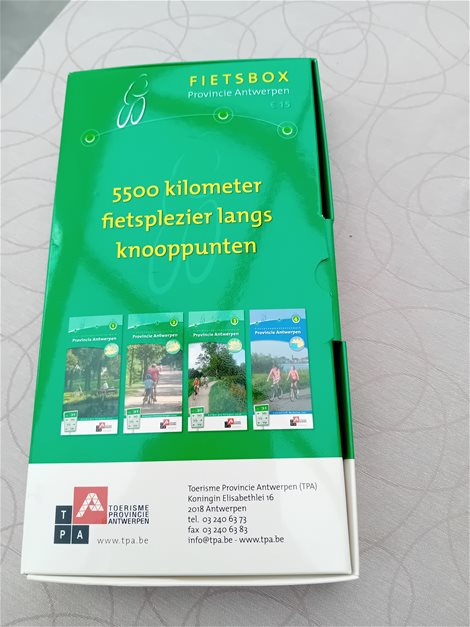 FIETSBOX
Provincie Antwerpen
€ 15
5500 kilometer
fietsplezier langs
knooppunten
Provincie Antwerpen
Provincie Antwerpen
Provincie Antwerpen
Provincie Antwerpen
TPA
TOERISME
PROVINCIE
ANTWERPEN
www.tpa.be
Toerisme Provincie Antwerpen (TPA)
Koningin Elisabethlei 16
2018 Antwerpen
tel. 03 240 63 73
fax 03 240 63 83
info@tpa.be - www.tpa.be